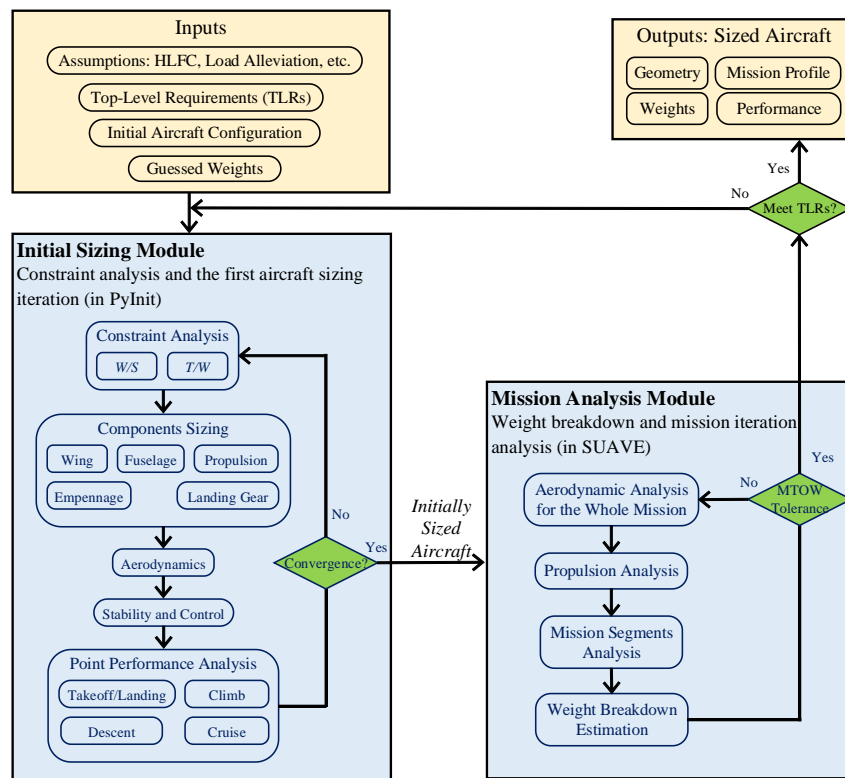 Inputs
Assumptions: HLFC, Load Alleviation, etc.
Top-Level Requirements (TLRs)
Initial Aircraft Configuration
Guessed Weights
Outputs: Sized Aircraft
Geometry
Mission Profile
Weights
Performance
Yes
No
Meet TLRs?
Initial Sizing Module
Constraint analysis and the first aircraft sizing
iteration (in PyInit)
Constraint Analysis
W/S
T/W
Components Sizing
Wing
Fuselage
Propulsion
Empennage
Landing Gear
Aerodynamics
Stability and Control
Point Performance Analysis
Takeoff/Landing
Climb
Descent
Cruise
No
Convergence?
Yes
Initially
Sized
Aircraft
Mission Analysis Module
Weight breakdown and mission iteration
analysis (in SUAVE)
Yes
No
MTOW
Tolerance
Aerodynamic Analysis
for the Whole Mission
Propulsion Analysis
Mission Segments
Analysis
Weight Breakdown
Estimation